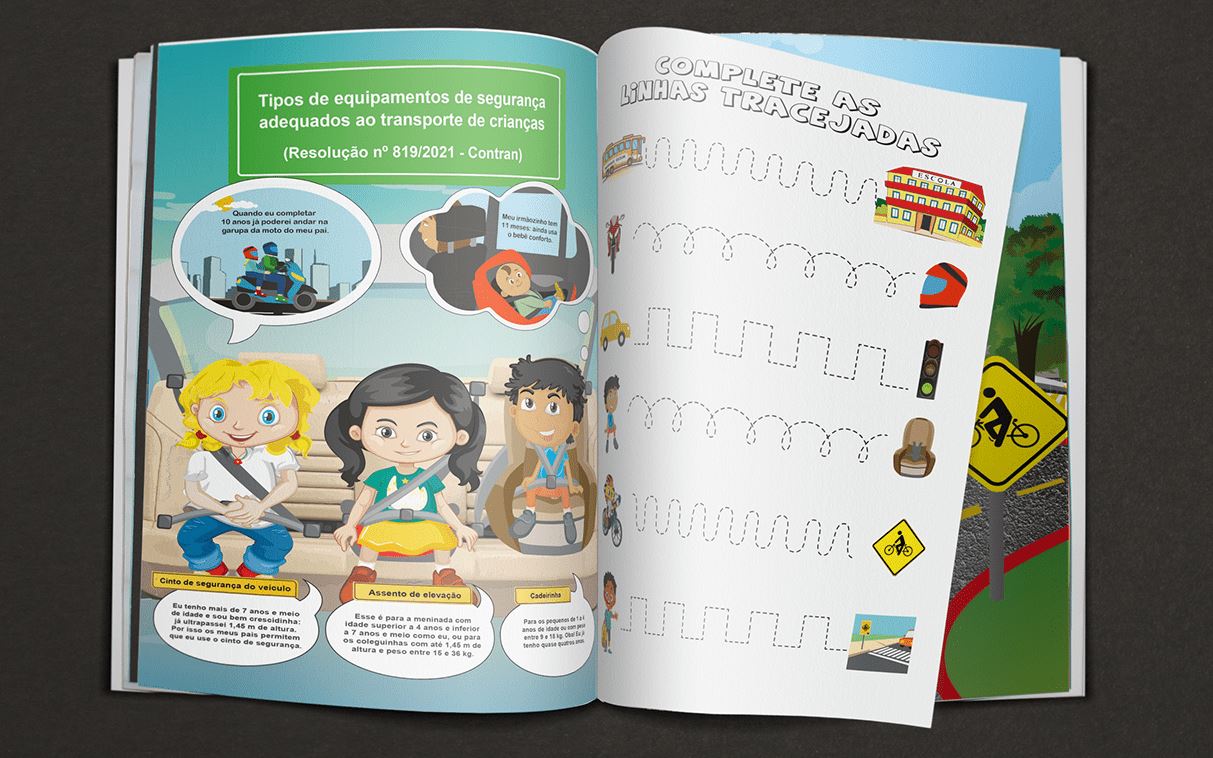 Tipos de equipamentos de segurança
adequados ao transporte de crianças
(Resolução nº 819/2021 - Contran)
Quando eu completar
10 anos já poderei andar na
garupa da moto do meu pai.
Meu irmãozinho tem
11 meses: ainda usa
o bebê conforto.
Cinto de segurança do veículo
Eu tenho mais de 7 anos e meio
de idade e sou bem crescidinha:
já ultrapassei 1,45 m de altura.
Por isso os meus pais permitem
que eu use o cinto de segurança.
Assento de elevação
Esse é para a meninada com
idade superior a 4 anos e inferior
a 7 anos e meio como eu, ou para
os coleguinhas com até 1,45 m de
altura e peso entre 15 e 36 kg.
Cadeirinha
Para os pequenos de 1 a 4
anos de idade ou com peso
entre 9 e 18 kg. Oba! Eu já
tenho quase quatro anos.
COMPLETE AS
LINHAS TRACEJADAS
ESCOLA